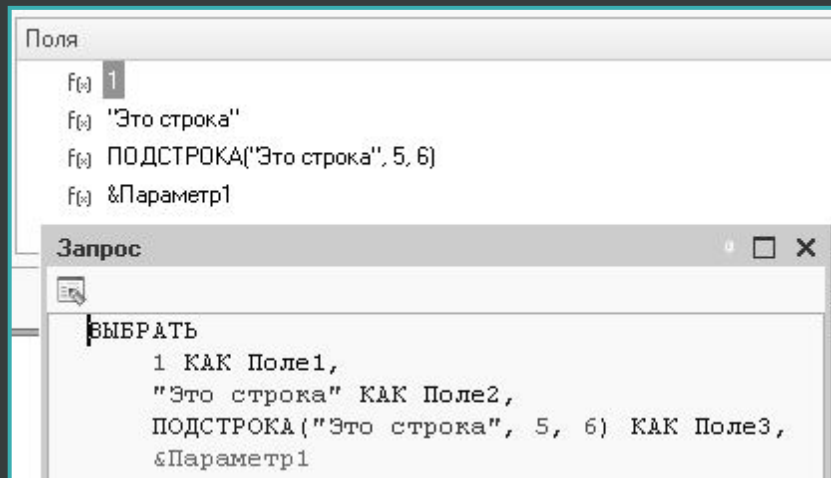 Поля
f(x) 1
f(x) "Это строка"
f(x) ПОДСТРОКА("Это строка", 5, 6)
f(x) &Параметр1
Запрос
ВЫБРАТЬ
1 КАК Поле1,
"Это строка" КАК Поле2,
ПОДСТРОКА("Это строка", 5, 6) КАК Поле3,
&Параметр1